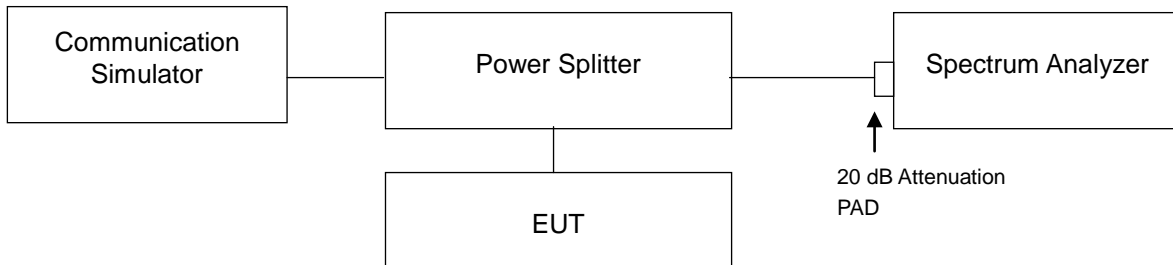 Communication
Simulator
Power Splitter
Spectrum Analyzer
20 dB Attenuation
PAD
EUT